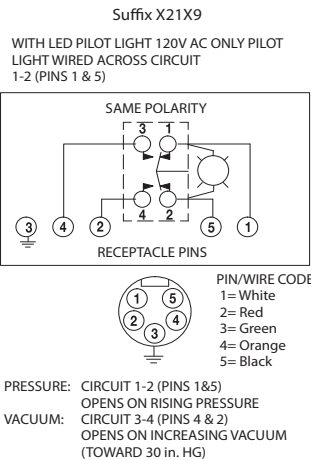 Suffix X21X9
WITH LED PILOT LIGHT 120V AC ONLY PILOT
LIGHT WIRED ACROSS CIRCUIT
1-2 (PINS 1 & 5)
SAME POLARITY
3 1
4 2
3 4 2 5 1
RECEPTACLE PINS
1 5
2 4
3
PIN/WIRE CODE
1= White
2= Red
3= Green
4= Orange
5= Black
PRESSURE: CIRCUIT 1-2 (PINS 1&5)
OPENS ON RISING PRESSURE
VACUUM: CIRCUIT 3-4 (PINS 4 & 2)
OPENS ON INCREASING VACUUM
(TOWARD 30 in. HG)